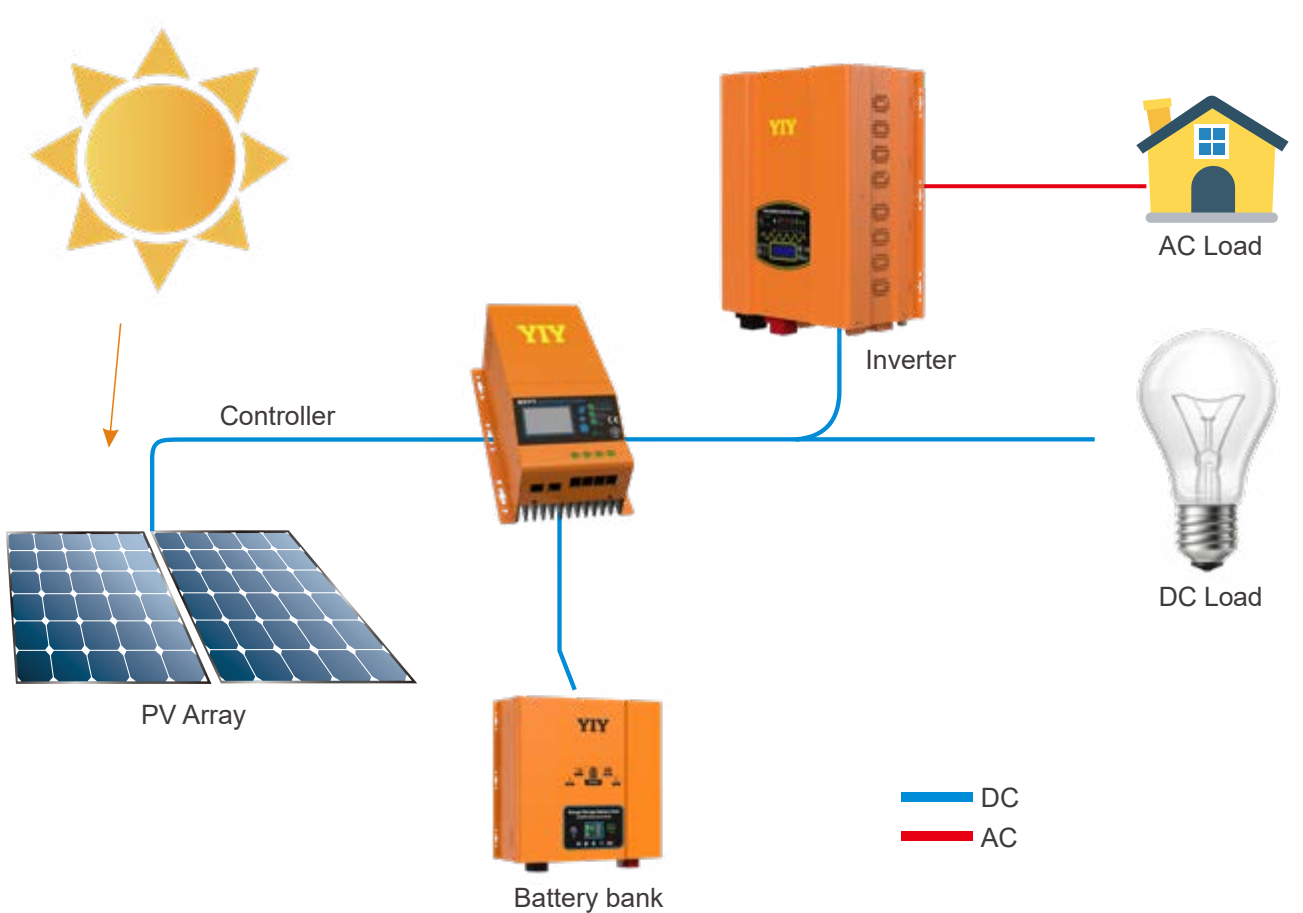 YIY
AC Load
Inverter
YIY
Controller
DC Load
PV Array
YIY
DC
AC
Battery bank